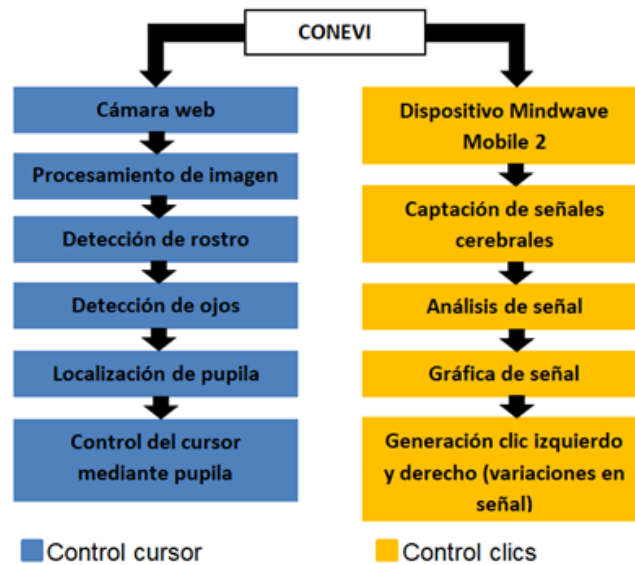 CONEVI
Cámara web
Procesamiento de imagen
Detección de rostro
Detección de ojos
Localización de pupila
Control del cursor
mediante pupila
Dispositivo Mindwave
Mobile 2
Captación de señales
cerebrales
Análisis de señal
Gráfica de señal
Generación clic izquierdo
y derecho (variaciones en
señal)
Control cursor
Control clics